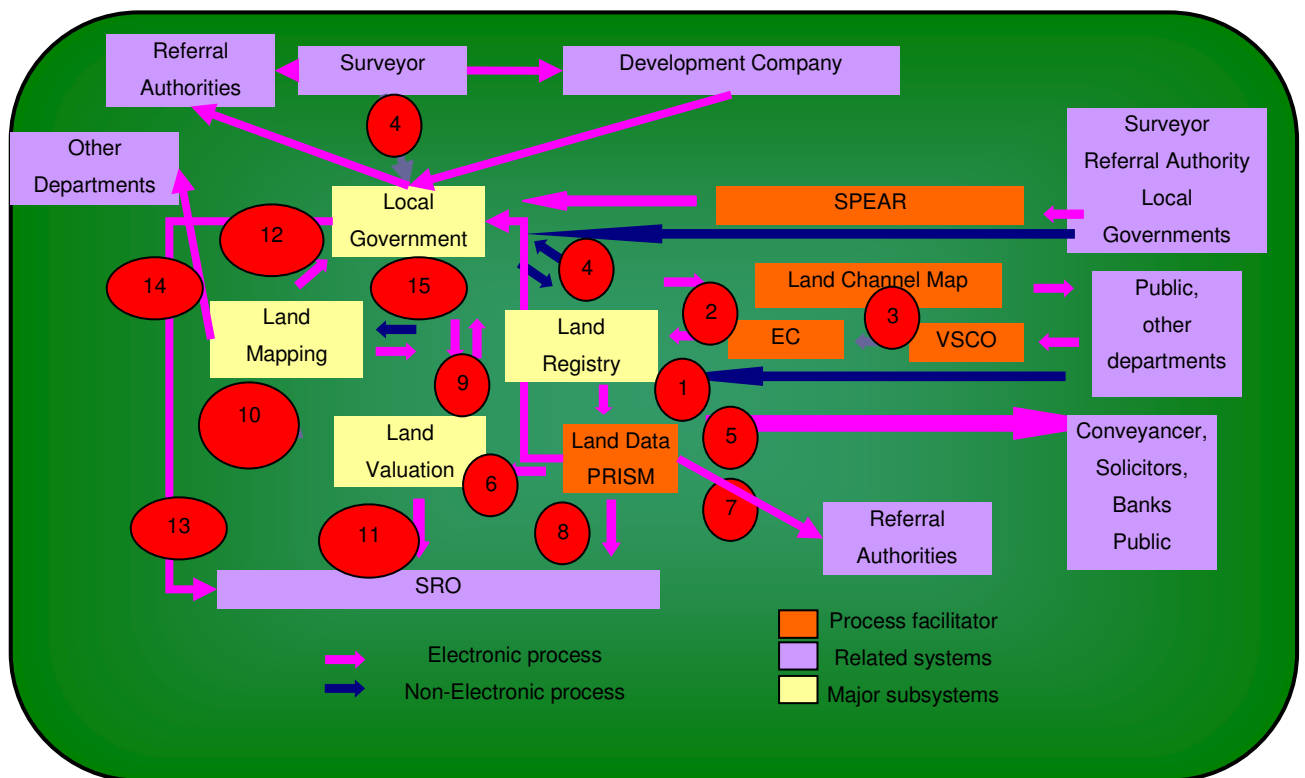 Referral
Authorities
Surveyor
Development Company
4
Other
Departments
Surveyor
Referral Authority
Local
Governments
Local
Government
SPEAR
12
14
15
4
Land Channel Map
2
3
EC
VSCO
Public,
other
departments
Land
Mapping
Land
Registry
9
1
10
Land
Valuation
6
Land Data
PRISM
5
7
Conveyancer,
Solicitors,
Banks
Public
13
11
8
Referral
Authorities
SRO
Electronic process
Non-Electronic process
Process facilitator
Related systems
Major subsystems